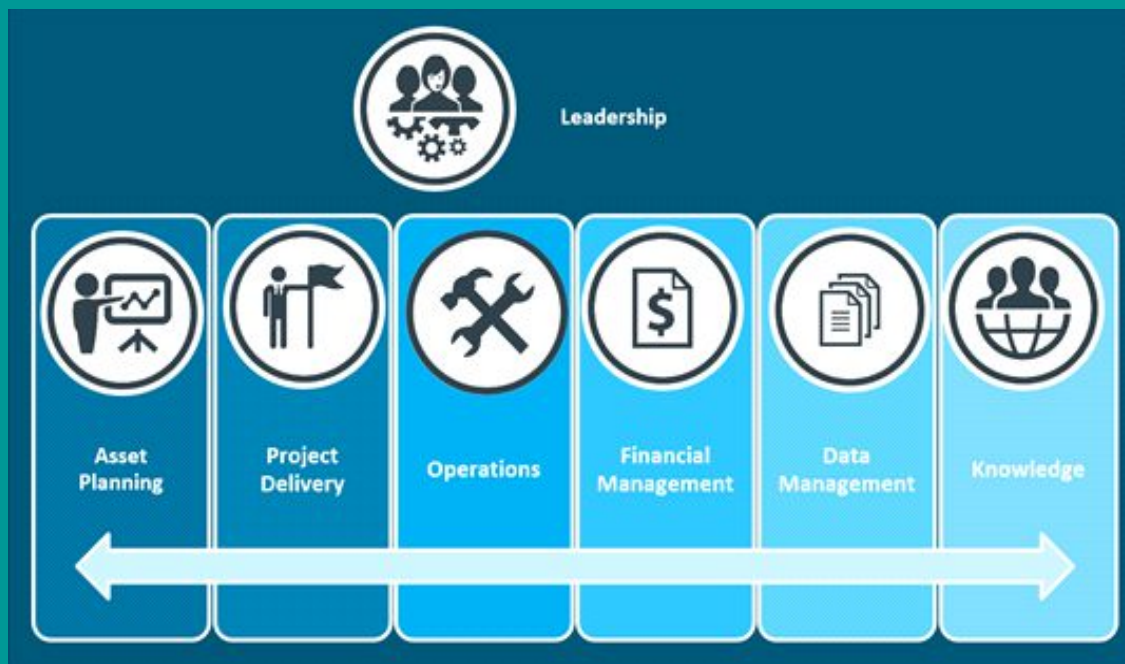 Leadership
Asset
Planning
Project
Delivery
Operations
Financial
Management
$
Data
Management
Knowledge